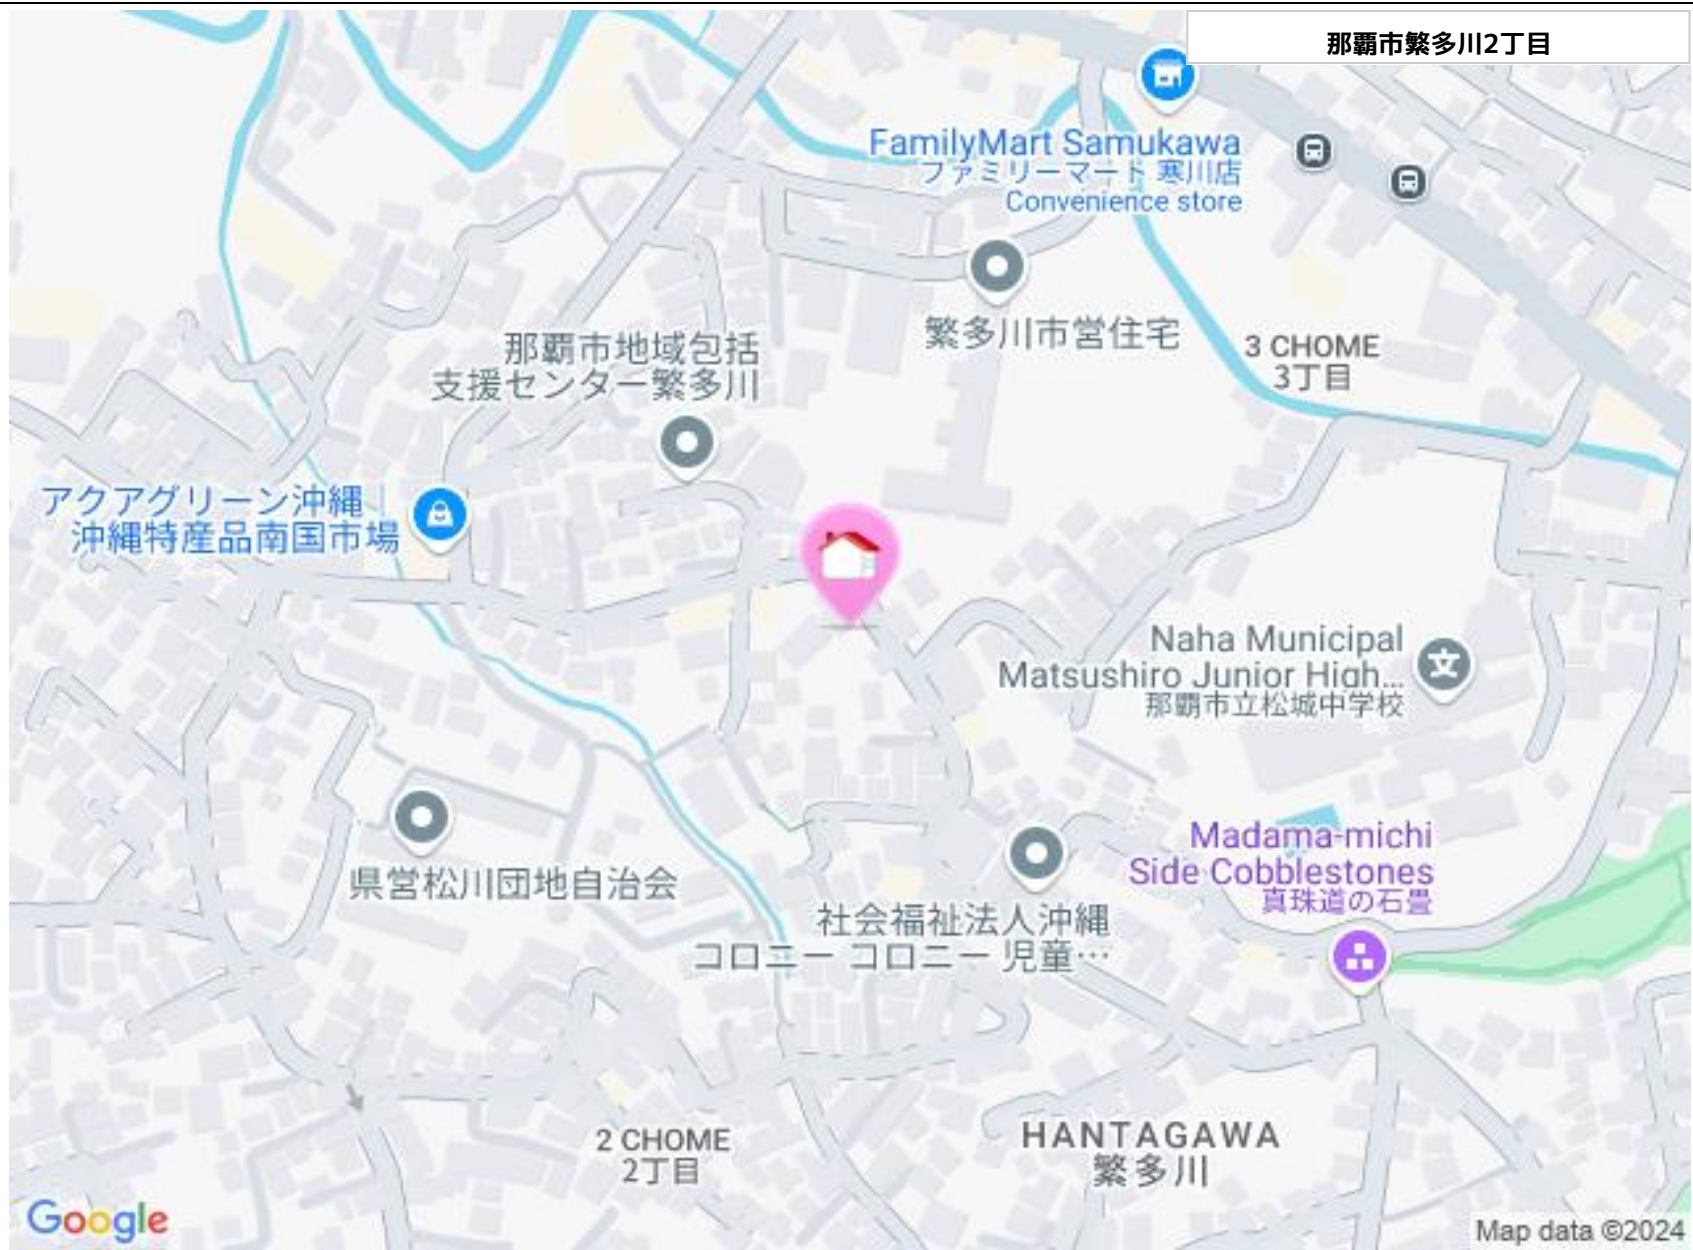 那覇市繁多川2丁目
FamilyMart Samukawa
ファミリーマート 寒川店
Convenience store
繁多川市営住宅
3 CHOME
3丁目
那覇市地域包括
支援センター繁多川
アクアグリーン沖縄｜
沖縄特産品南国市場
Naha Municipal
Matsushiro Junior High...
那覇市立松城中学校
文
県営松川団地自治会
Madama-michi
Side Cobblestones
真珠道の石畳
社会福祉法人沖縄
コロニー コロニー 児童…
2 CHOME
2丁目
HANTAGAWA
繁多川
Google
Map data ©2024